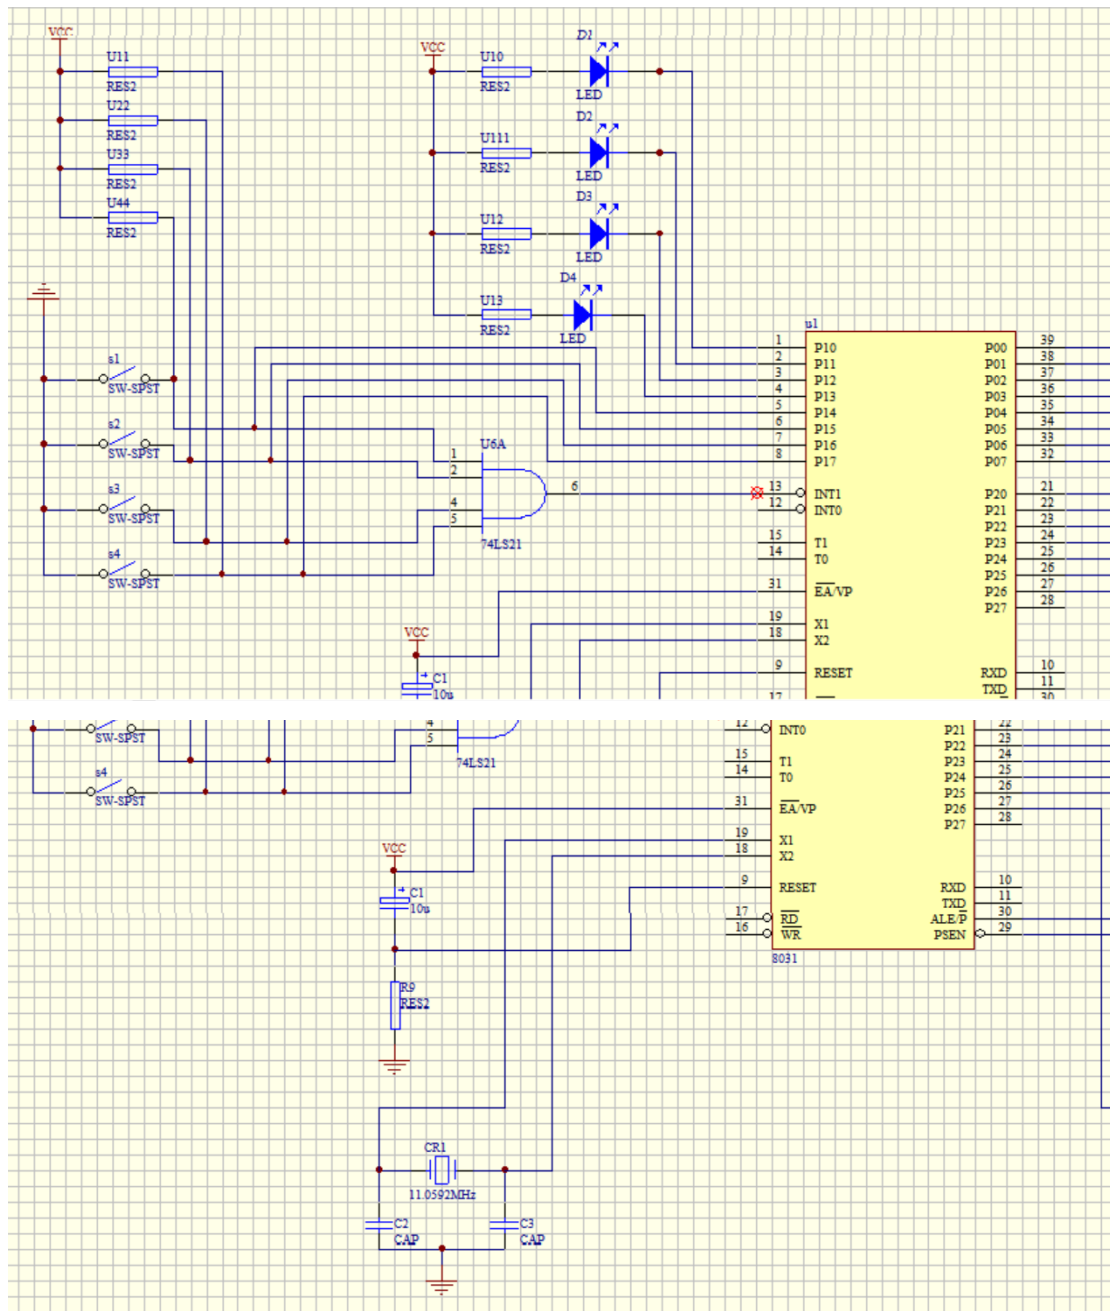 VCC
U11
RES2
U22
RES2
U33
RES2
U44
RES2
VCC
U10
RES2
D1
LED
U111
RES2
D2
LED
U12
RES2
D3
LED
U13
RES2
D4
LED
s1
SW-SPST
s2
SW-SPST
s3
SW-SPST
s4
SW-SPST
U6A
1
2
4
5
6
74LS21
u1
1 P10 P00 39
2 P11 P01 38
3 P12 P02 37
4 P13 P03 36
5 P14 P04 35
6 P15 P05 34
7 P16 P06 33
8 P17 P07 32
13 INT1 P20 21
12 INT0 P21 22
P22 23
15 T1 P23 24
14 T0 P24 25
P25 26
31 EA/VP P26 27
P27 28
19 X1
18 X2
9 RESET RXD 10
TXD 11
17 30
VCC
C1
10u
SW-SPST
s4
SW-SPST
4
5
74LS21
12 INT0 P21 22
P22 23
15 T1 P23 24
14 T0 P24 25
P25 26
31 EA/VP P26 27
P27 28
19 X1
18 X2
9 RESET RXD 10
TXD 11
17 RD ALE/P 30
16 WR PSEN 29
8031
VCC
C1
10u
R9
RES2
CR1
11.0592MHz
C2
CAP
C3
CAP